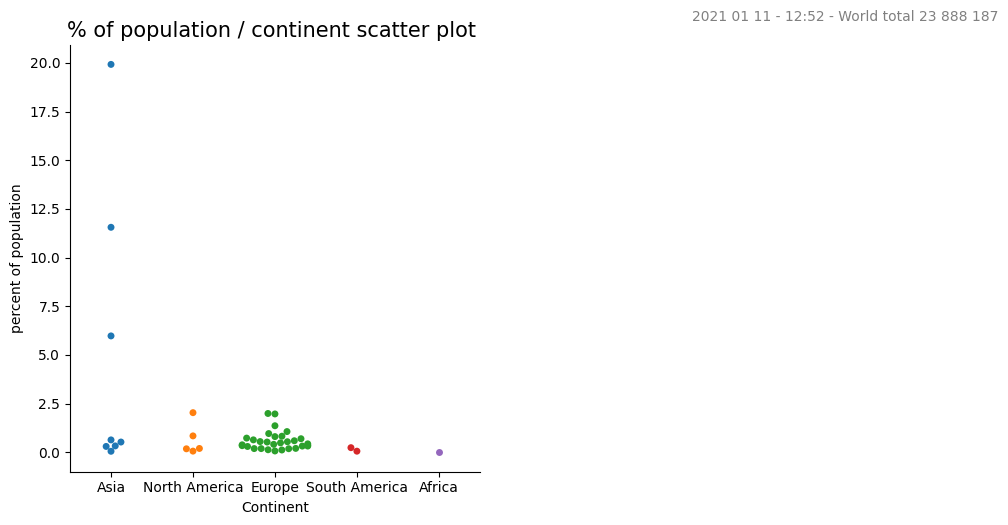 2021 01 11 - 12:52 - World total 23 888 187
% of population / continent scatter plot
20.0
17.5
15.0
12.5
10.0
7.5
5.0
2.5
0.0
percent of population
Asia North America Europe South America Africa
Continent